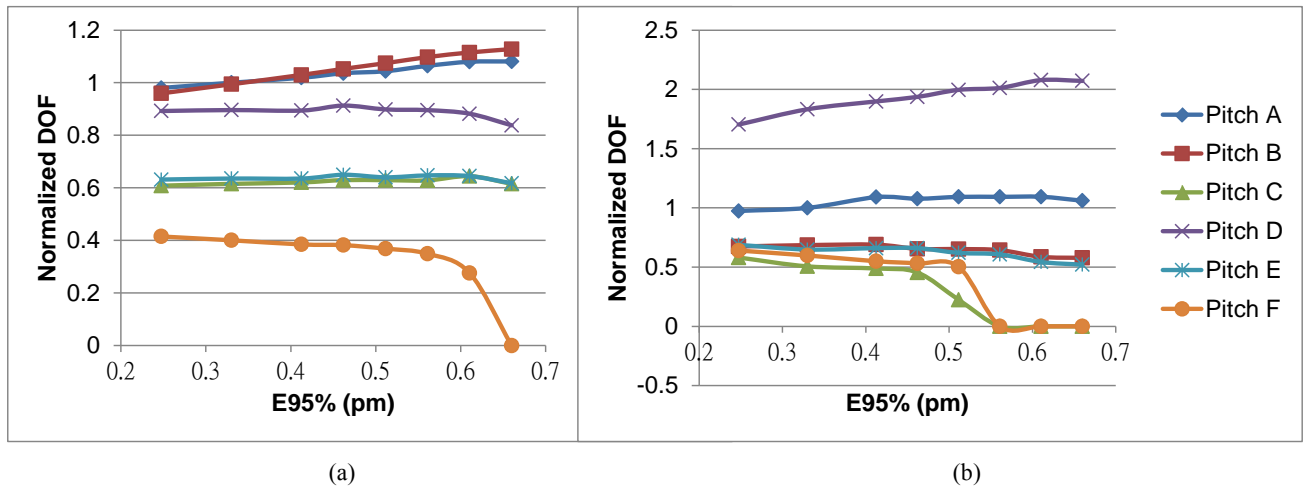 1.2
1
0.8
0.6
0.4
0.2
0
Normalized DOF
0.2 0.3 0.4 0.5 0.6 0.7
E95% (pm)
(a)
2.5
2
1.5
1
0.5
0
-0.5
Normalized DOF
0.2 0.3 0.4 0.5 0.6 0.7
E95% (pm)
Pitch A
Pitch B
Pitch C
Pitch D
Pitch E
Pitch F
(b)